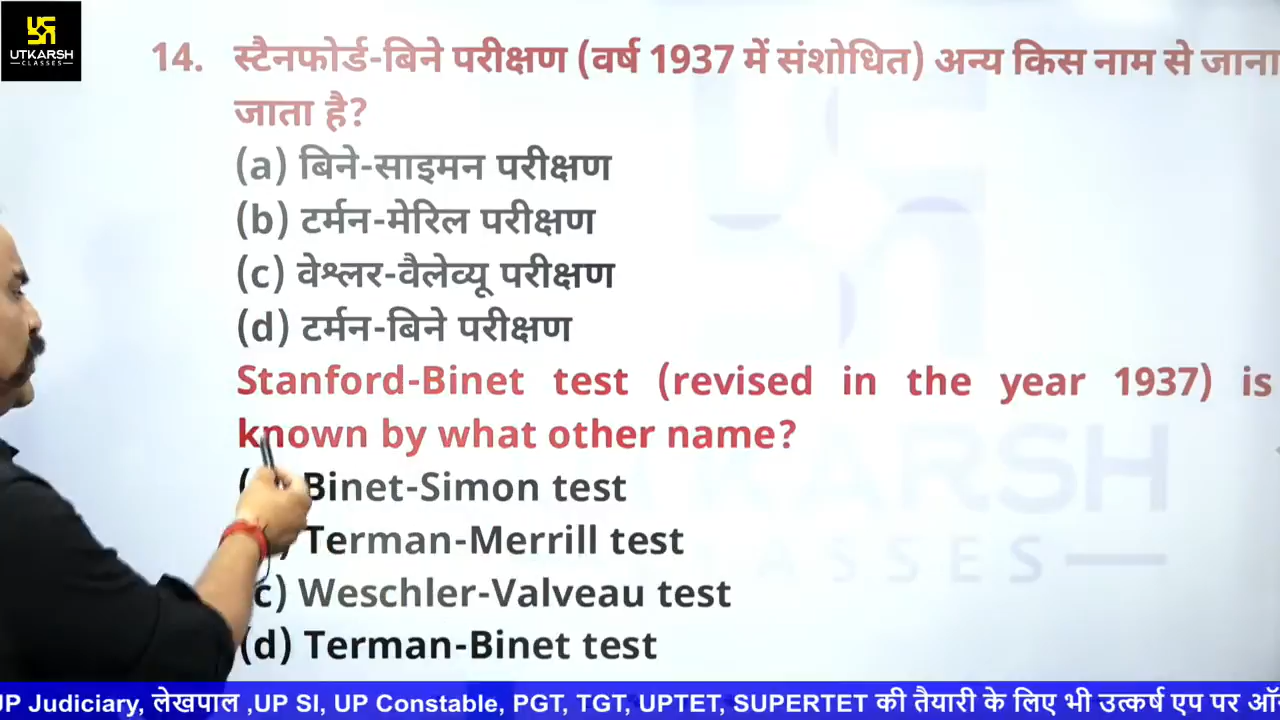 UTKARSH
CLASSES
14. स्टैनफोर्ड-बिने परीक्षण (वर्ष 1937 में संशोधित) अन्य किस नाम से जाना
जाता है?
(a) बिने-साइमन परीक्षण
(b) टर्मन-मेरिल परीक्षण
(c) वेश्लर-वैलेव्यू परीक्षण
(d) टर्मन-बिने परीक्षण
Stanford-Binet test (revised in the year 1937) is
known by what other name?
( Binet-Simon test
) Terman-Merrill test
c) Weschler-Valveau test
(d) Terman-Binet test
UTKARSH
CLASSES
UP Judiciary, लेखपाल ,UP SI, UP Constable, PGT, TGT, UPTET, SUPERTET की तैयारी के लिए भी उत्कर्ष एप पर